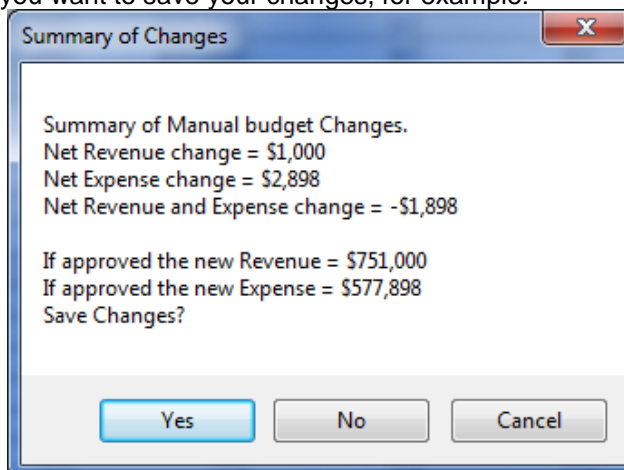 you want to save your changes, for example:
Summary of Changes
Summary of Manual budget Changes.
Net Revenue change = $1,000
Net Expense change = $2,898
Net Revenue and Expense change = -$1,898
If approved the new Revenue = $751,000
If approved the new Expense = $577,898
Save Changes?
Yes No Cancel